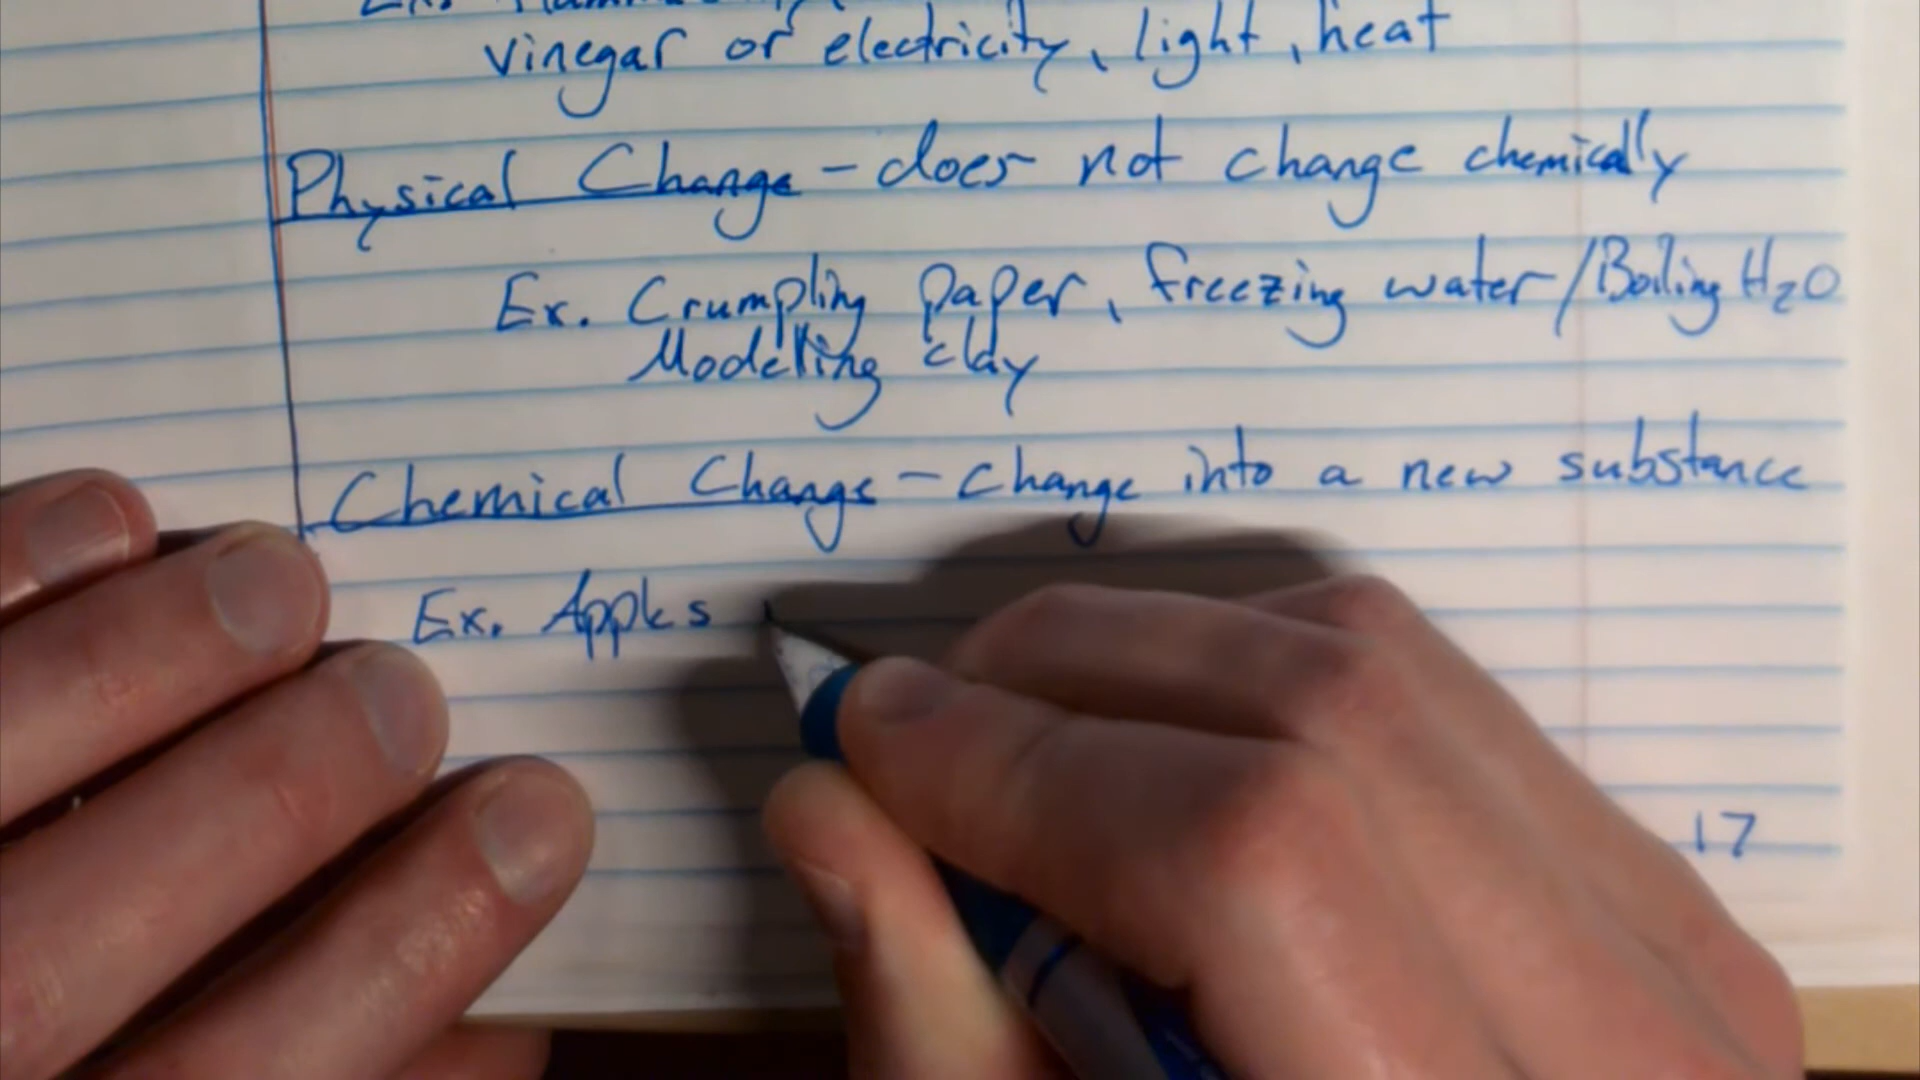 vinegar or electricity, light, heat
Physical Change - does not change chemically
Ex. Crumpling paper, freezing water/Boiling H2O
Modelling clay
Chemical Change - change into a new substance
Ex. Apples
17